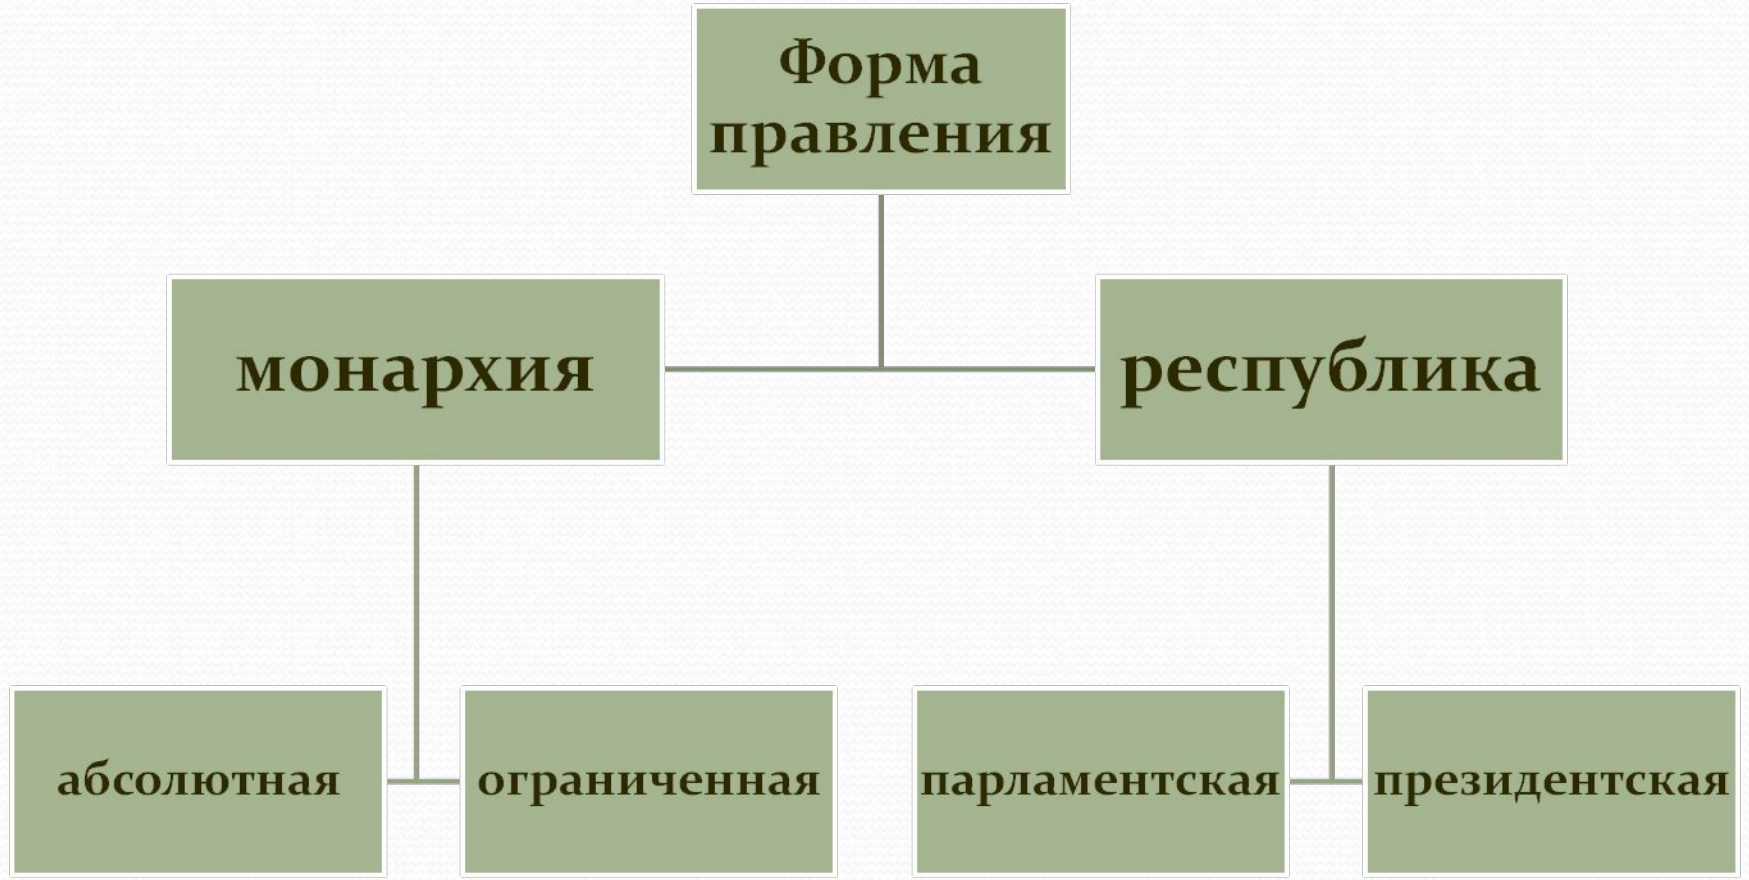 Форма
правления
монархия
республика
абсолютная
ограниченная
парламентская
президентская